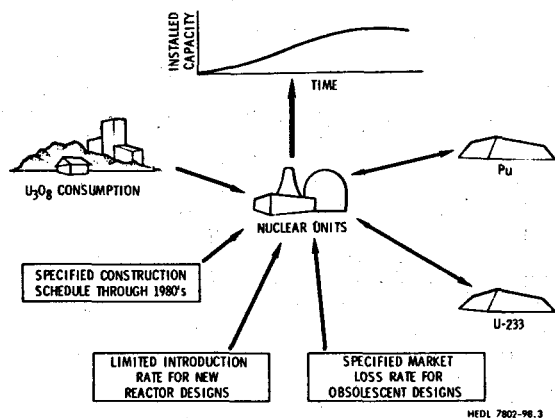 INSTALLED
CAPACITY
TIME
U₃O₈ CONSUMPTION
NUCLEAR UNITS
Pu
U-233
SPECIFIED CONSTRUCTION
SCHEDULE THROUGH 1980's
LIMITED INTRODUCTION
RATE FOR NEW
REACTOR DESIGNS
SPECIFIED MARKET
LOSS RATE FOR
OBSOLESCENT DESIGNS
HEDL 7802-98.3